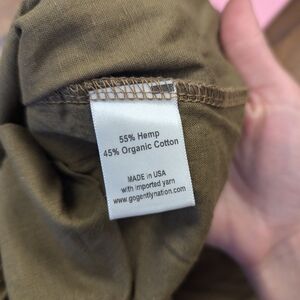 55% Hemp
45% Organic Cotton
MADE IN USA
with imported yarn
www.gogentlynation.com